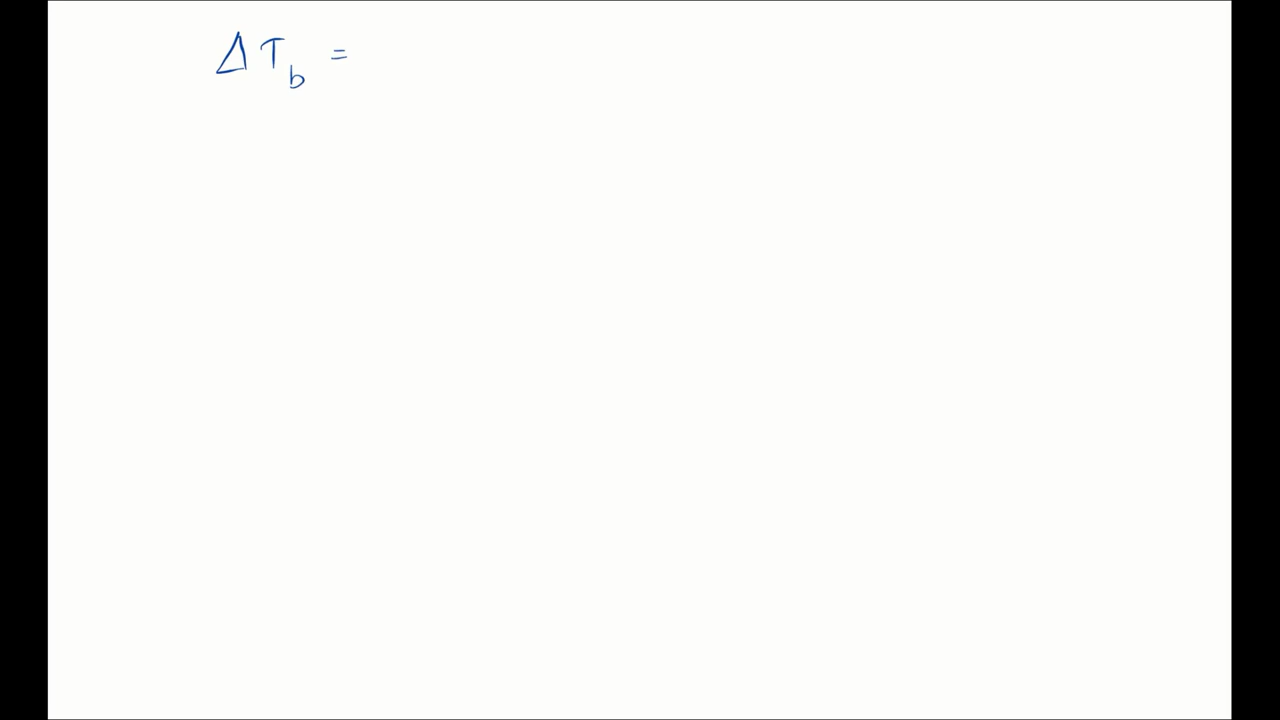 ΔT_b =